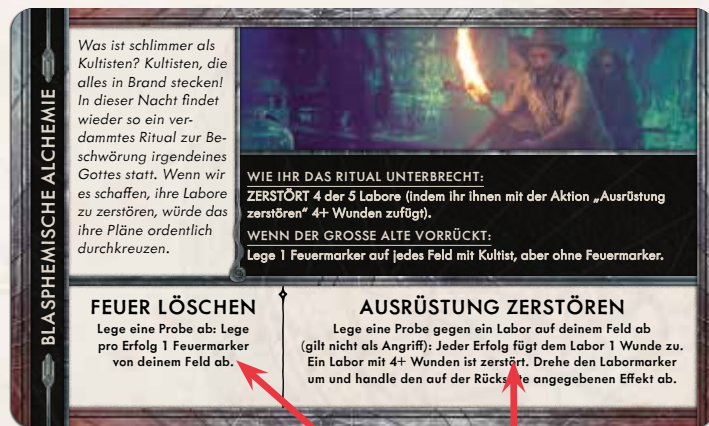 BLASPHEMISCHE ALCHEMIE
Was ist schlimmer als
Kultisten? Kultisten, die
alles in Brand stecken!
In dieser Nacht findet
wieder so ein ver-
dammtes Ritual zur Be-
schwörung irgendeines
Gottes statt. Wenn wir
es schaffen, ihre Labore
zu zerstören, würde das
ihre Pläne ordentlich
durchkreuzen.
WIE IHR DAS RITUAL UNTERBRECHT:
ZERSTÖRT 4 der 5 Labore (indem ihr ihnen mit der Aktion „Ausrüstung
zerstören“ 4+ Wunden zufügt).
WENN DER GROSSE ALTE VORRÜCKT:
Lege 1 Feuermarker auf jedes Feld mit Kultist, aber ohne Feuermarker.
FEUER LÖSCHEN
Lege eine Probe ab: Lege
pro Erfolg 1 Feuermarker
von deinem Feld ab.
AUSRÜSTUNG ZERSTÖREN
Lege eine Probe gegen ein Labor auf deinem Feld ab
(gilt nicht als Angriff): Jeder Erfolg fügt dem Labor 1 Wunde zu.
Ein Labor mit 4+ Wunden ist zerstört. Drehe den Labormarker
um und handle den auf der Rückseite angegebenen Effekt ab.